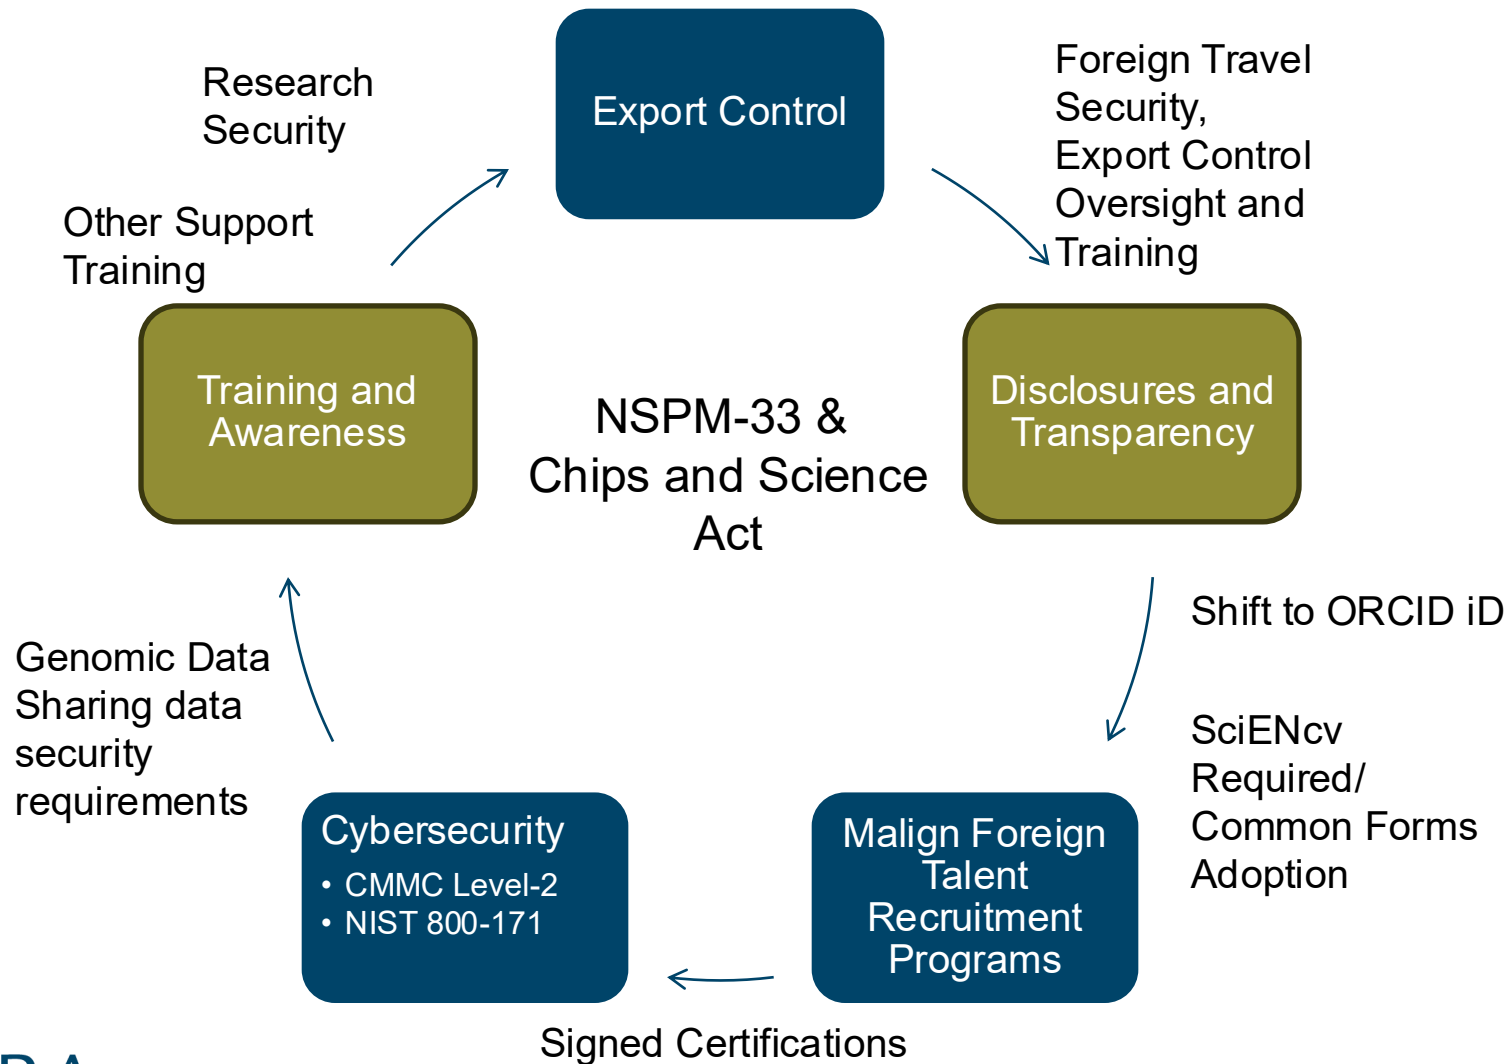 Export Control
Research
Security
Foreign Travel
Security,
Export Control
Oversight and
Training
Other Support
Training
Training and
Awareness
NSPM-33 &
Chips and Science
Act
Disclosures and
Transparency
Shift to ORCID iD
SciENcv
Required/
Common Forms
Adoption
Genomic Data
Sharing data
security
requirements
Cybersecurity
• CMMC Level-2
• NIST 800-171
Malign Foreign
Talent
Recruitment
Programs
Signed Certifications